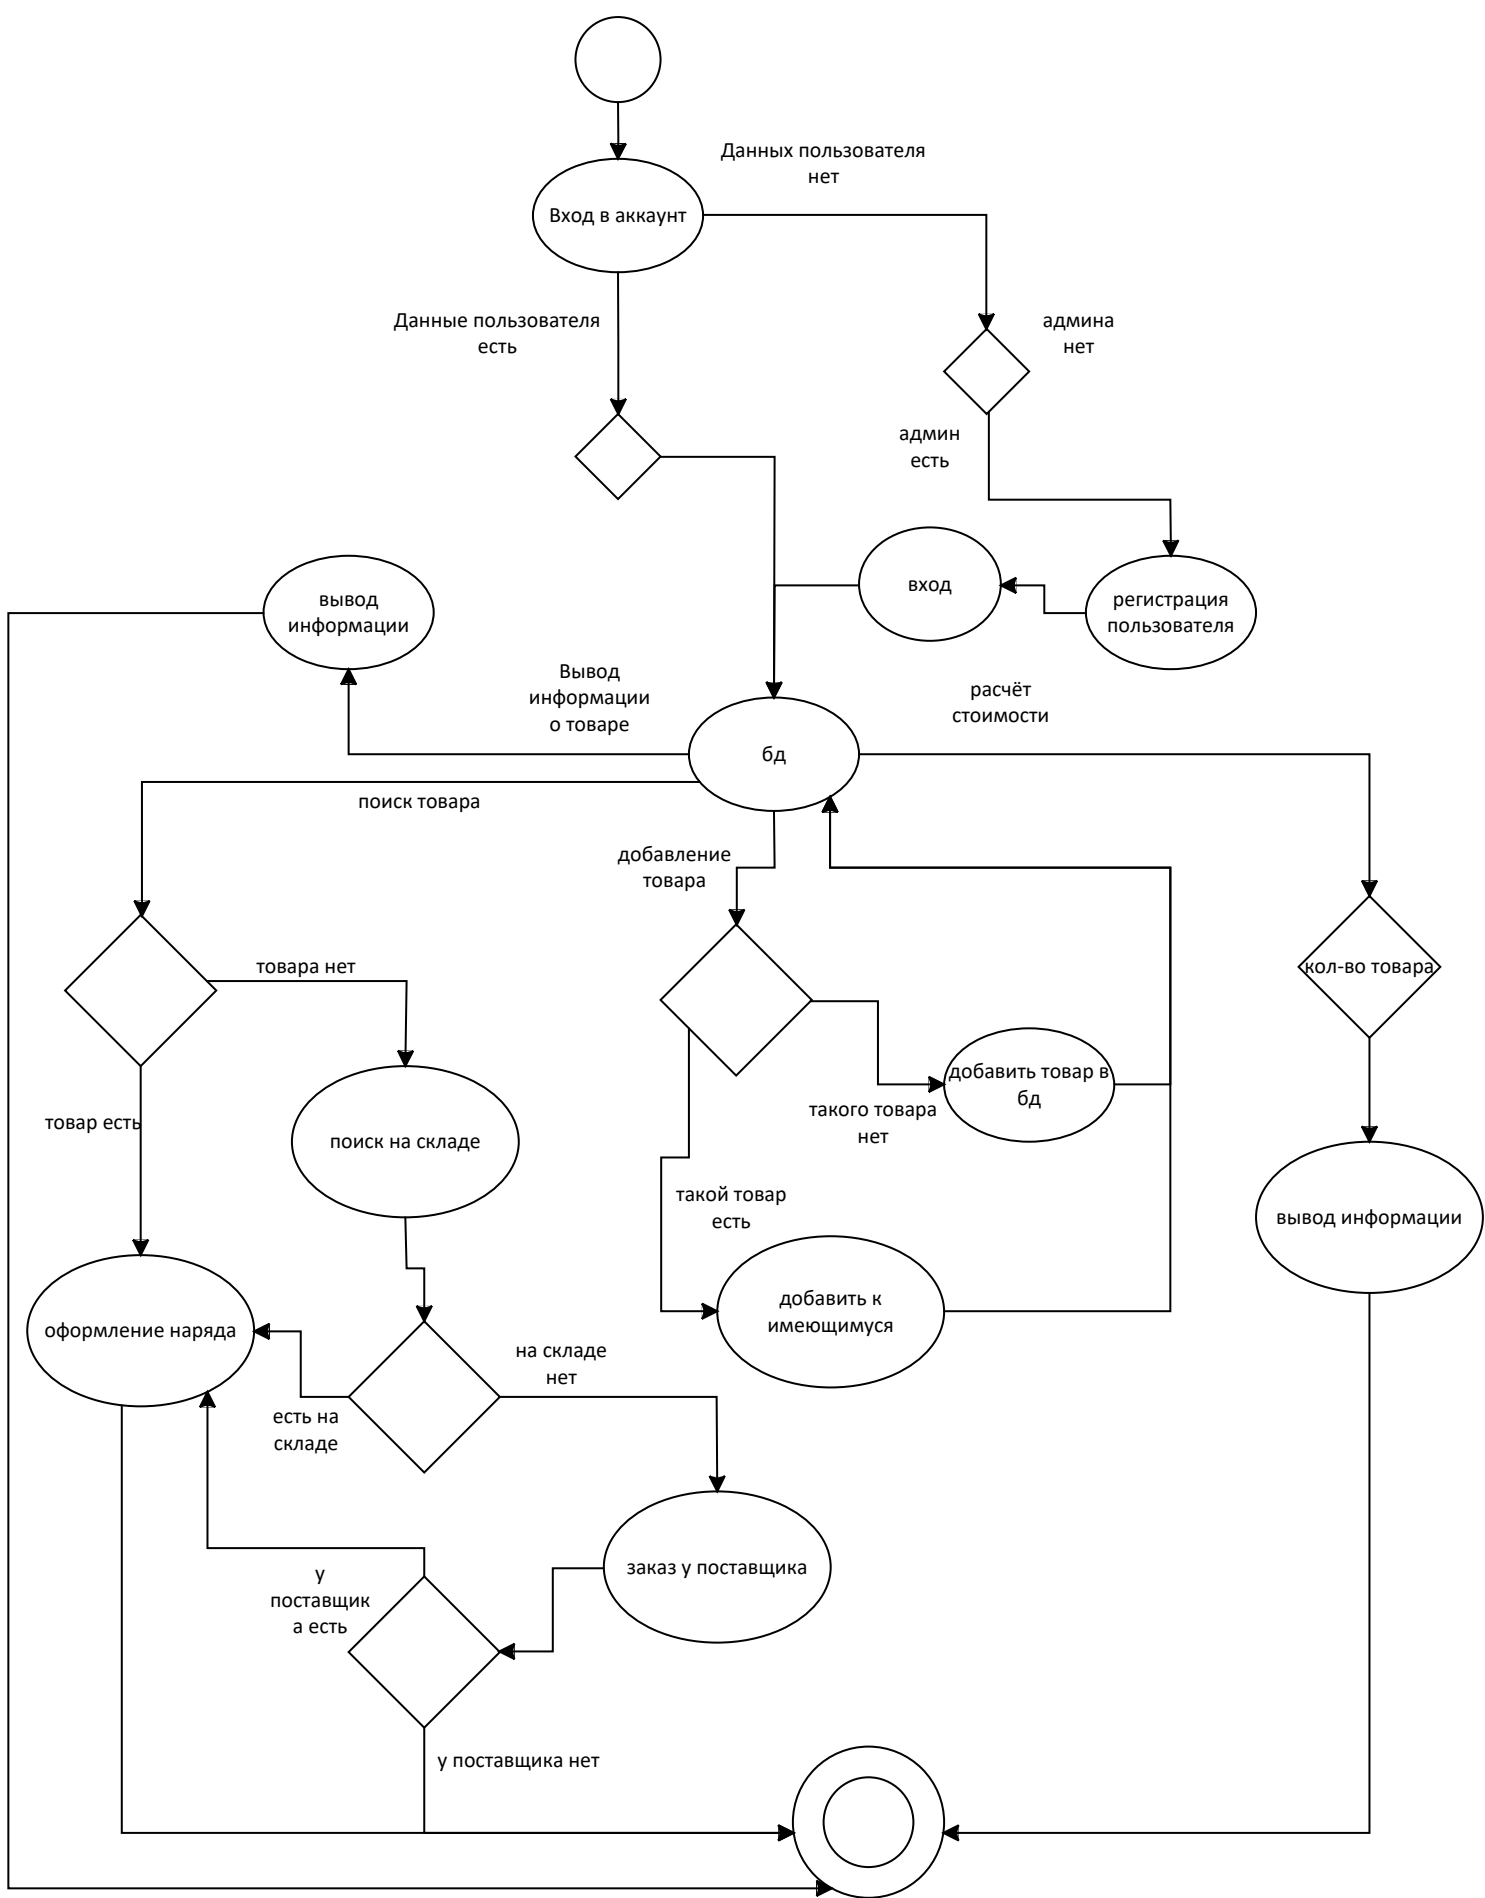 Данных пользователя
нет
Вход в аккаунт
Данные пользователя
есть
админа
нет
админ
есть
вход
регистрация
пользователя
вывод
информации
Вывод
информации
о товаре
расчёт
стоимости
бд
поиск товара
добавление
товара
товара нет
кол-во товара
добавить товар в
бд
такого товара
нет
товар есть
поиск на складе
такой товар
есть
вывод информации
добавить к
имеющимуся
оформление наряда
на складе
нет
есть на
складе
заказ у поставщика
у
поставщик
а есть
у поставщика нет